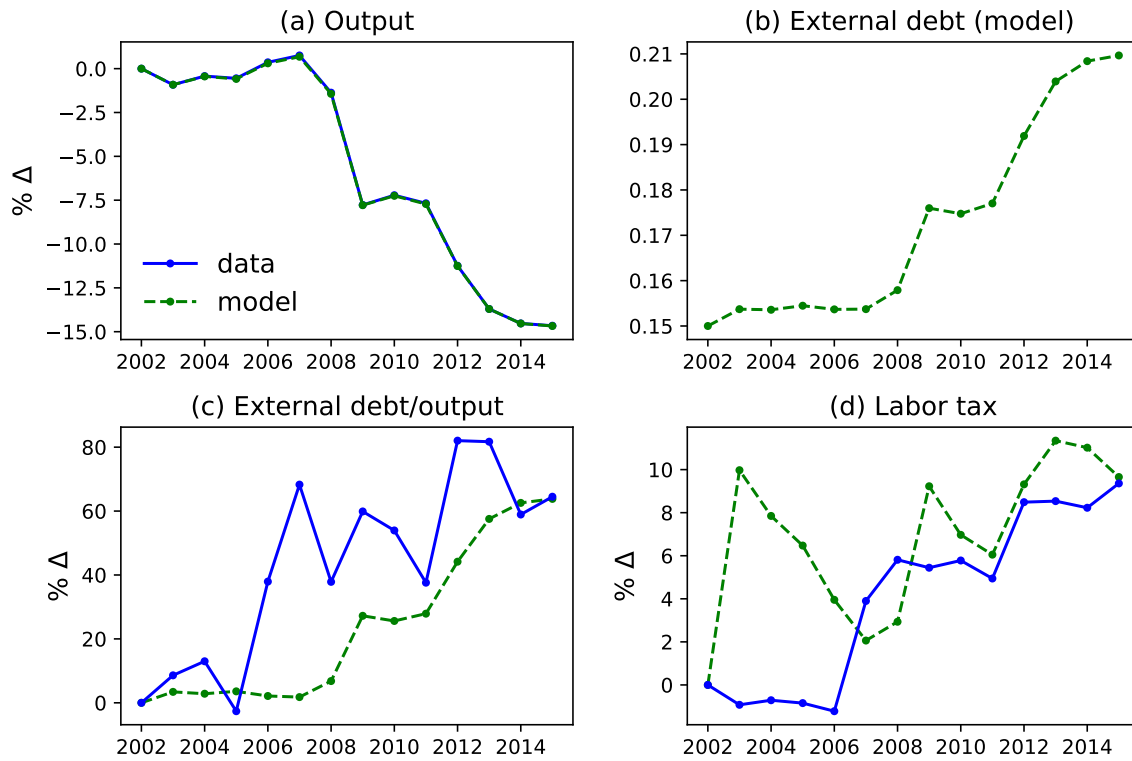 (a) Output
% Δ
0.0
−2.5
−5.0
−7.5
−10.0
−12.5
−15.0
data
model
2002 2004 2006 2008 2010 2012 2014
(b) External debt (model)
0.21
0.20
0.19
0.18
0.17
0.16
0.15
2002 2004 2006 2008 2010 2012 2014
(c) External debt/output
% Δ
80
60
40
20
0
2002 2004 2006 2008 2010 2012 2014
(d) Labor tax
% Δ
10
8
6
4
2
0
2002 2004 2006 2008 2010 2012 2014